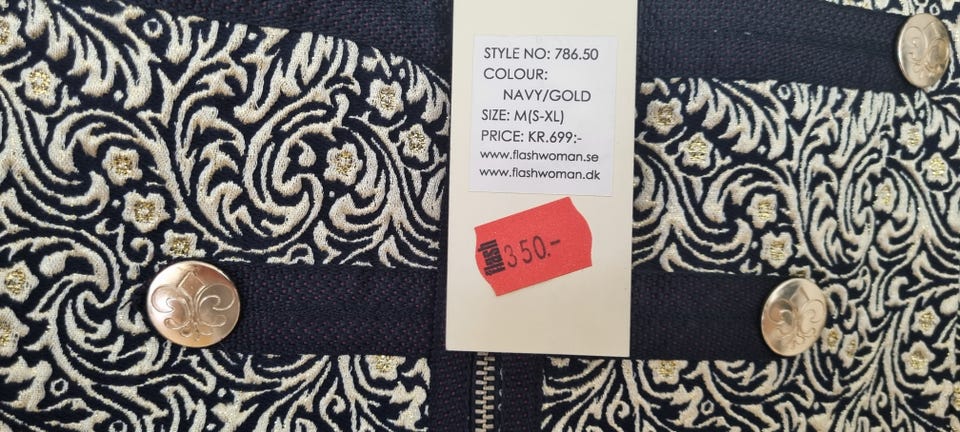 STYLE NO: 786.50
COLOUR:
NAVY/GOLD
SIZE: M(S-XL)
PRICE: KR.699:-
www.flashwoman.se
www.flashwoman.dk
flash 350.-